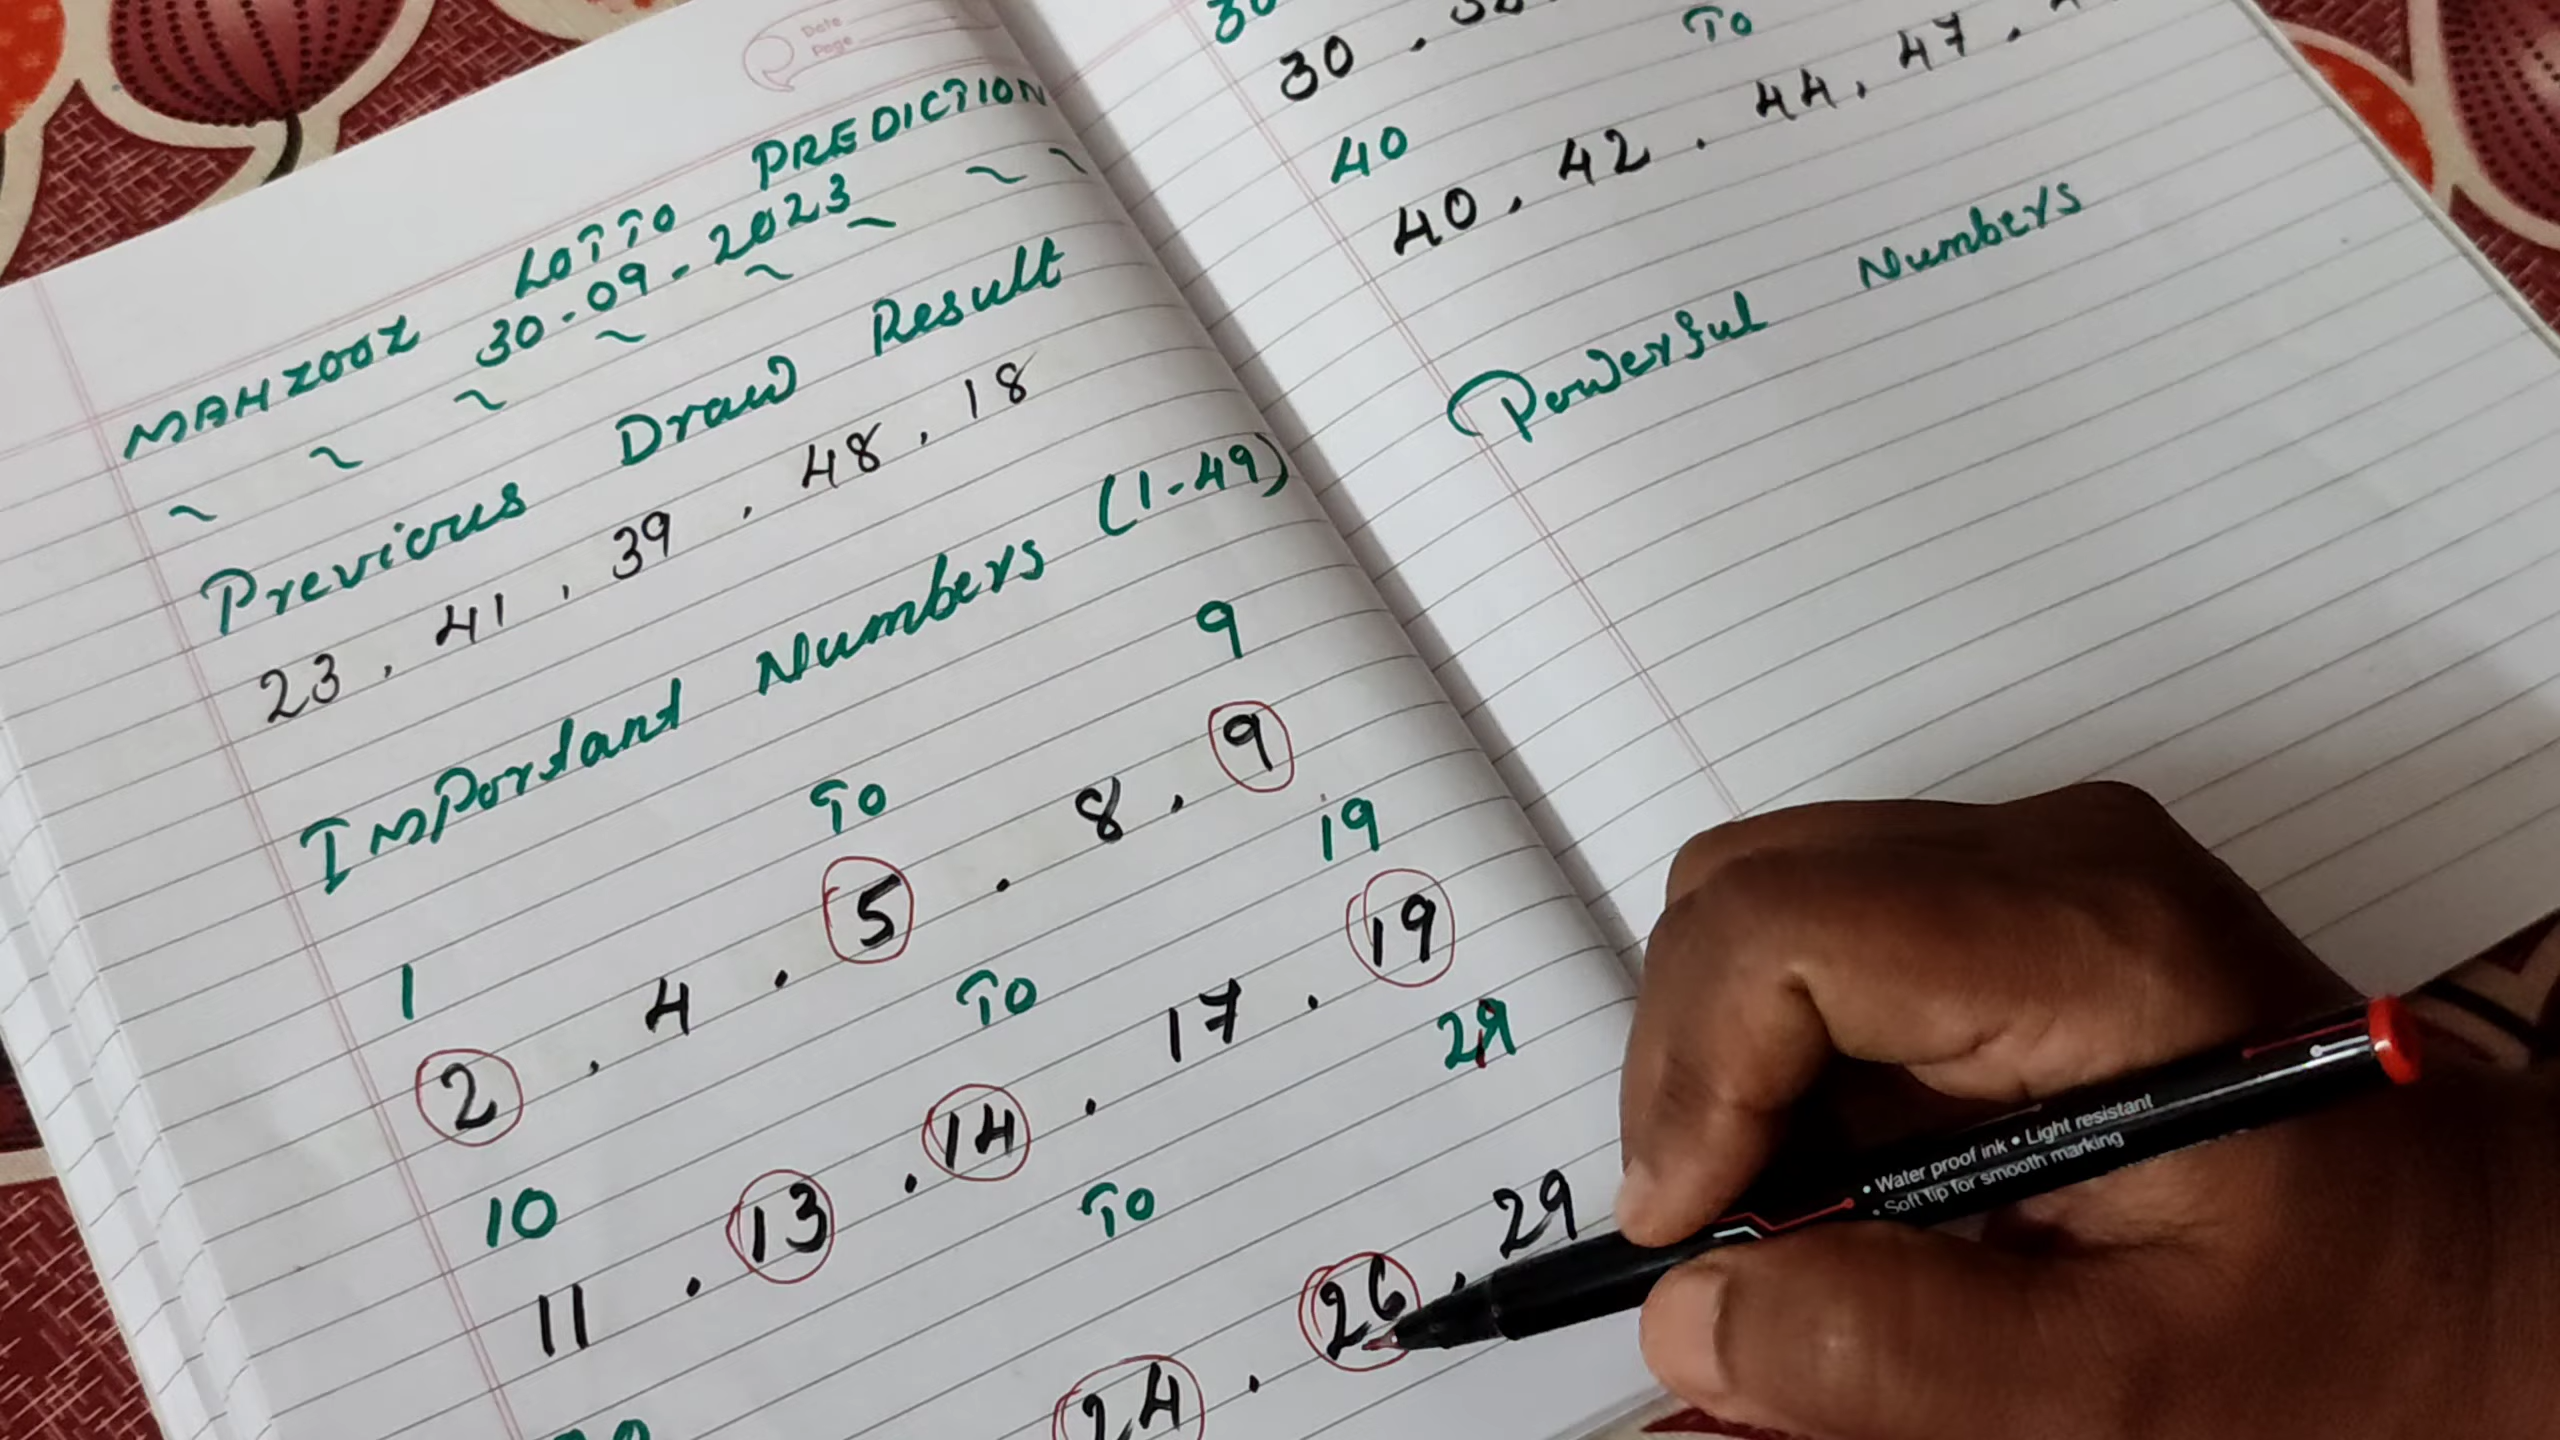 Date
Page
MAHZOOZ LOTTO PREDICTION
30-09-2023
Previous Draw Result
23, 41, 39, 48, 18
Important Numbers (1-49)
1 To 9
2, 4, 5, 8, 9
10 To 19
11, 13, 14, 17, 19
To 29
24, 26, 29
30
30,
40 To
40, 42, 44, 47,
Powerful Numbers
• Water proof ink • Light resistant
• Soft tip for smooth marking